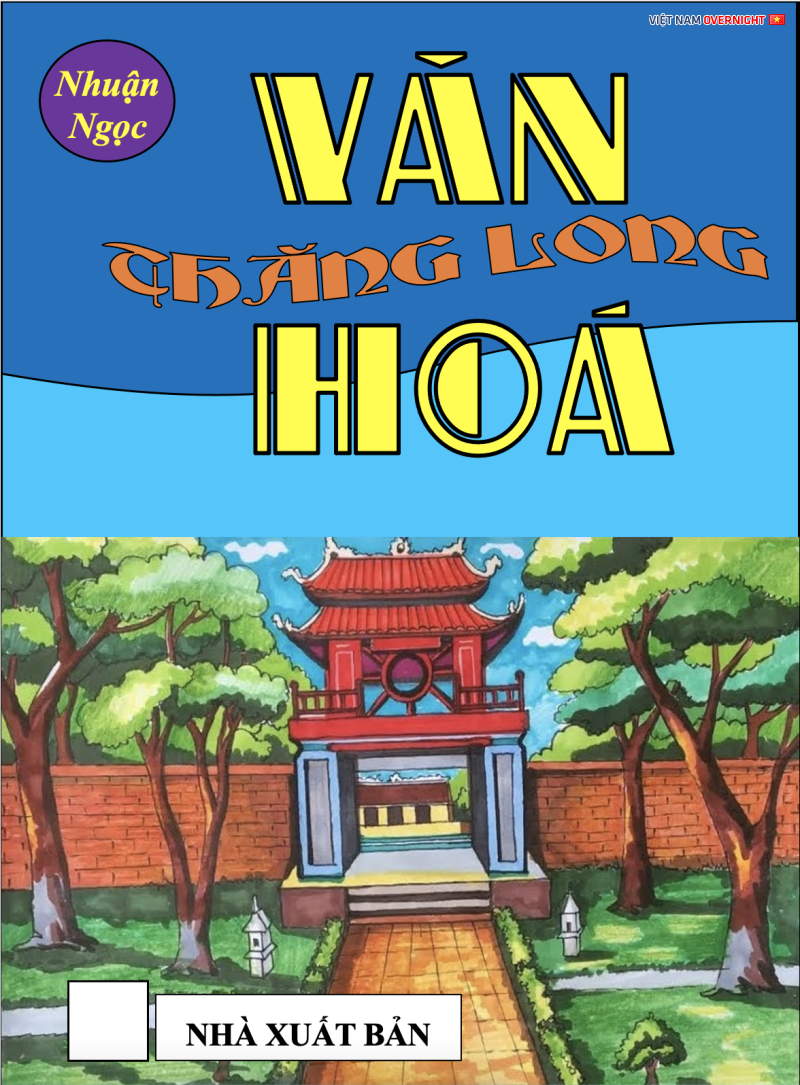 VIỆT NAM OVERNIGHT
Nhuận
Ngọc
VĂN
THĂNG LONG
HOÁ
NHÀ XUẤT BẢN